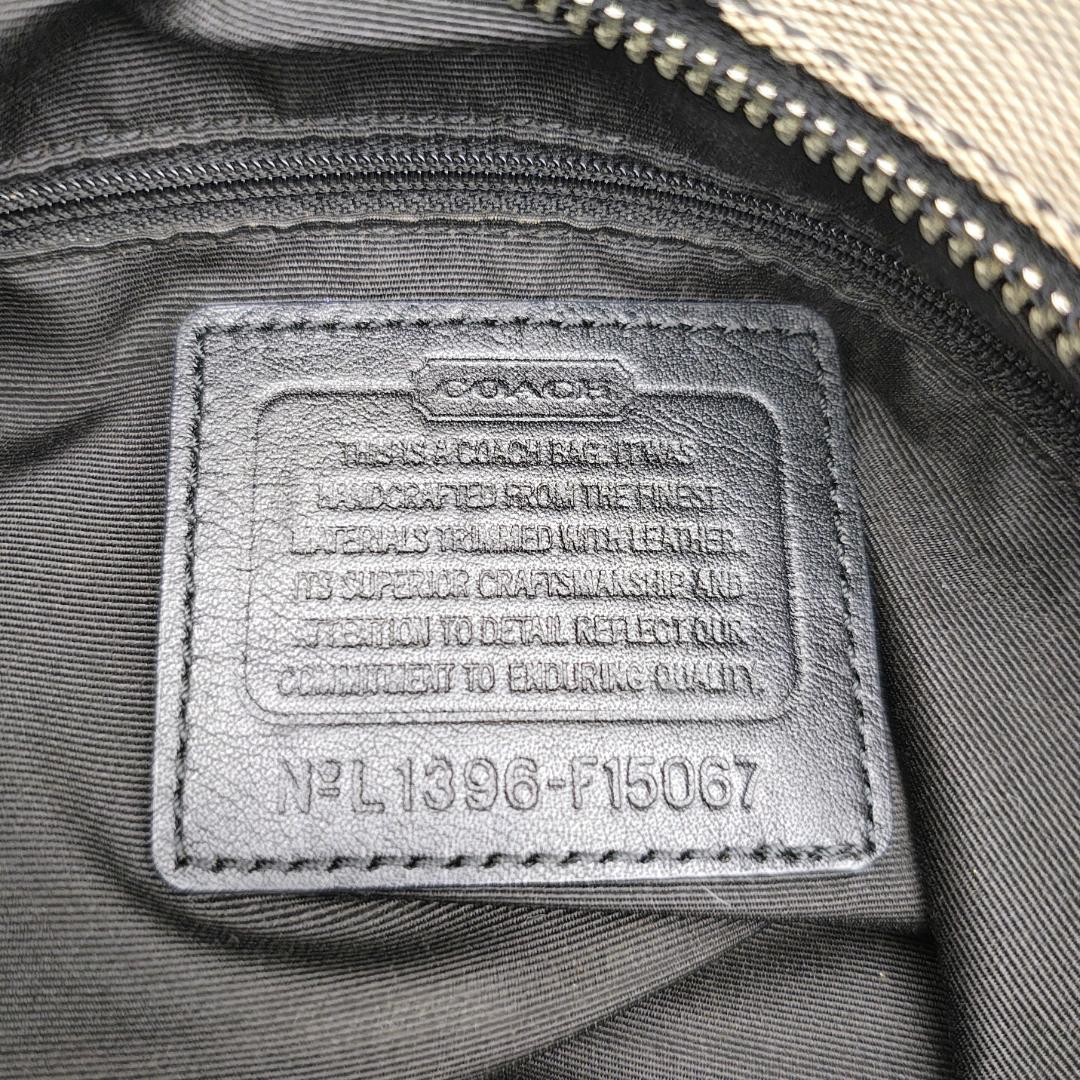 COACH
THIS IS A COACH BAG. IT WAS
HANDCRAFTED FROM THE FINEST
MATERIALS TRIMMED WITH LEATHER.
ITS SUPERIOR CRAFTSMANSHIP AND
ATTENTION TO DETAIL REFLECT OUR
COMMITMENT TO ENDURING QUALITY.
Nº L1396-F15067